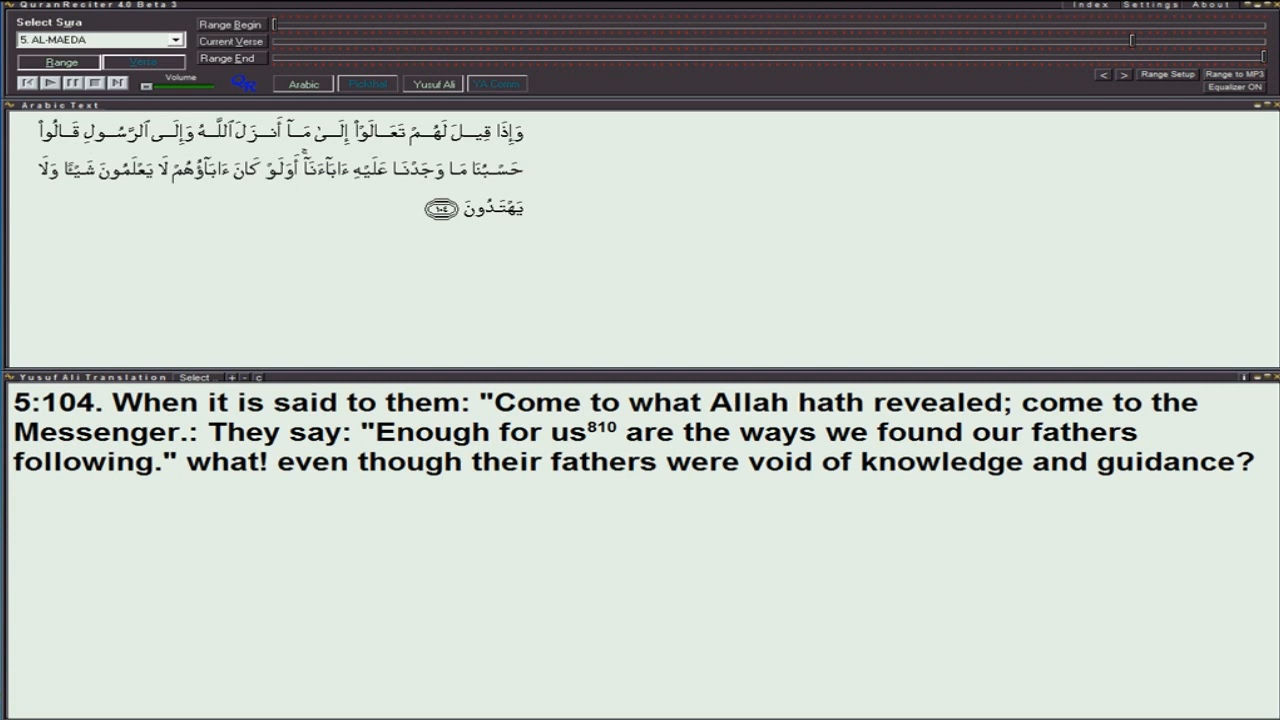 QuranReciter 4.0 Beta 3
Index Settings About
Select Sura
5. AL-MAEDA
Range Verse
Range Begin
Current Verse
Range End
Volume
QR
Arabic Pickthal Yusuf Ali YA Comm
< > Range Setup Range to MP3
Equalizer ON
Arabic Text
وَإِذَا قِيلَ لَهُمْ تَعَالَوْا۟ إِلَىٰ مَآ أَنزَلَ ٱللَّهُ وَإِلَى ٱلرَّسُولِ قَالُوا۟
حَسْبُنَا مَا وَجَدْنَا عَلَيْهِ ءَابَآءَنَآ ۚ أَوَلَوْ كَانَ ءَابَآؤُهُمْ لَا يَعْلَمُونَ شَيْـًٔا وَلَا
يَهْتَدُونَ ١٠٤
Yusuf Ali Translation Select.. + - c i
5:104. When it is said to them: "Come to what Allah hath revealed; come to the
Messenger.: They say: "Enough for us810 are the ways we found our fathers
following." what! even though their fathers were void of knowledge and guidance?